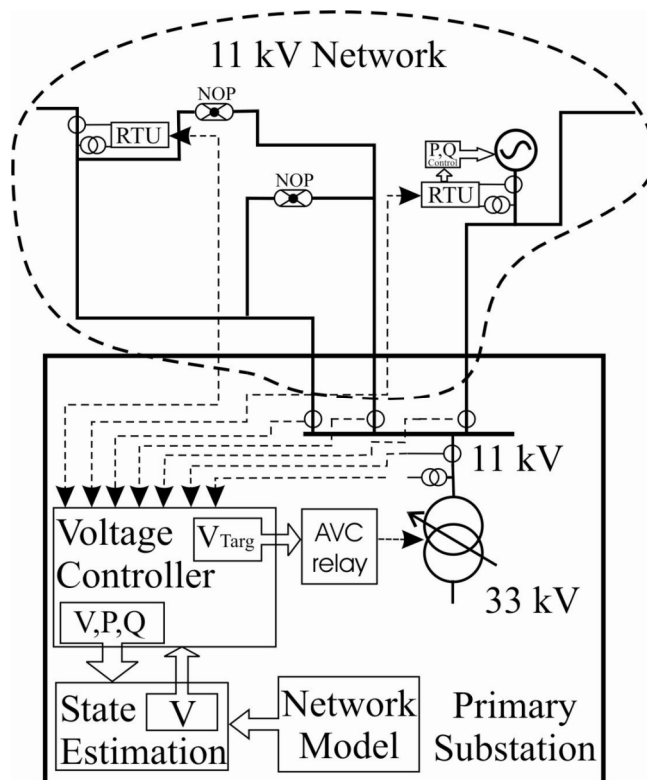 11 kV Network
NOP
RTU
P,Q
Control
NOP
RTU
11 kV
Voltage
Controller
VTarg
AVC
relay
33 kV
V,P,Q
State
Estimation
V
Network
Model
Primary
Substation